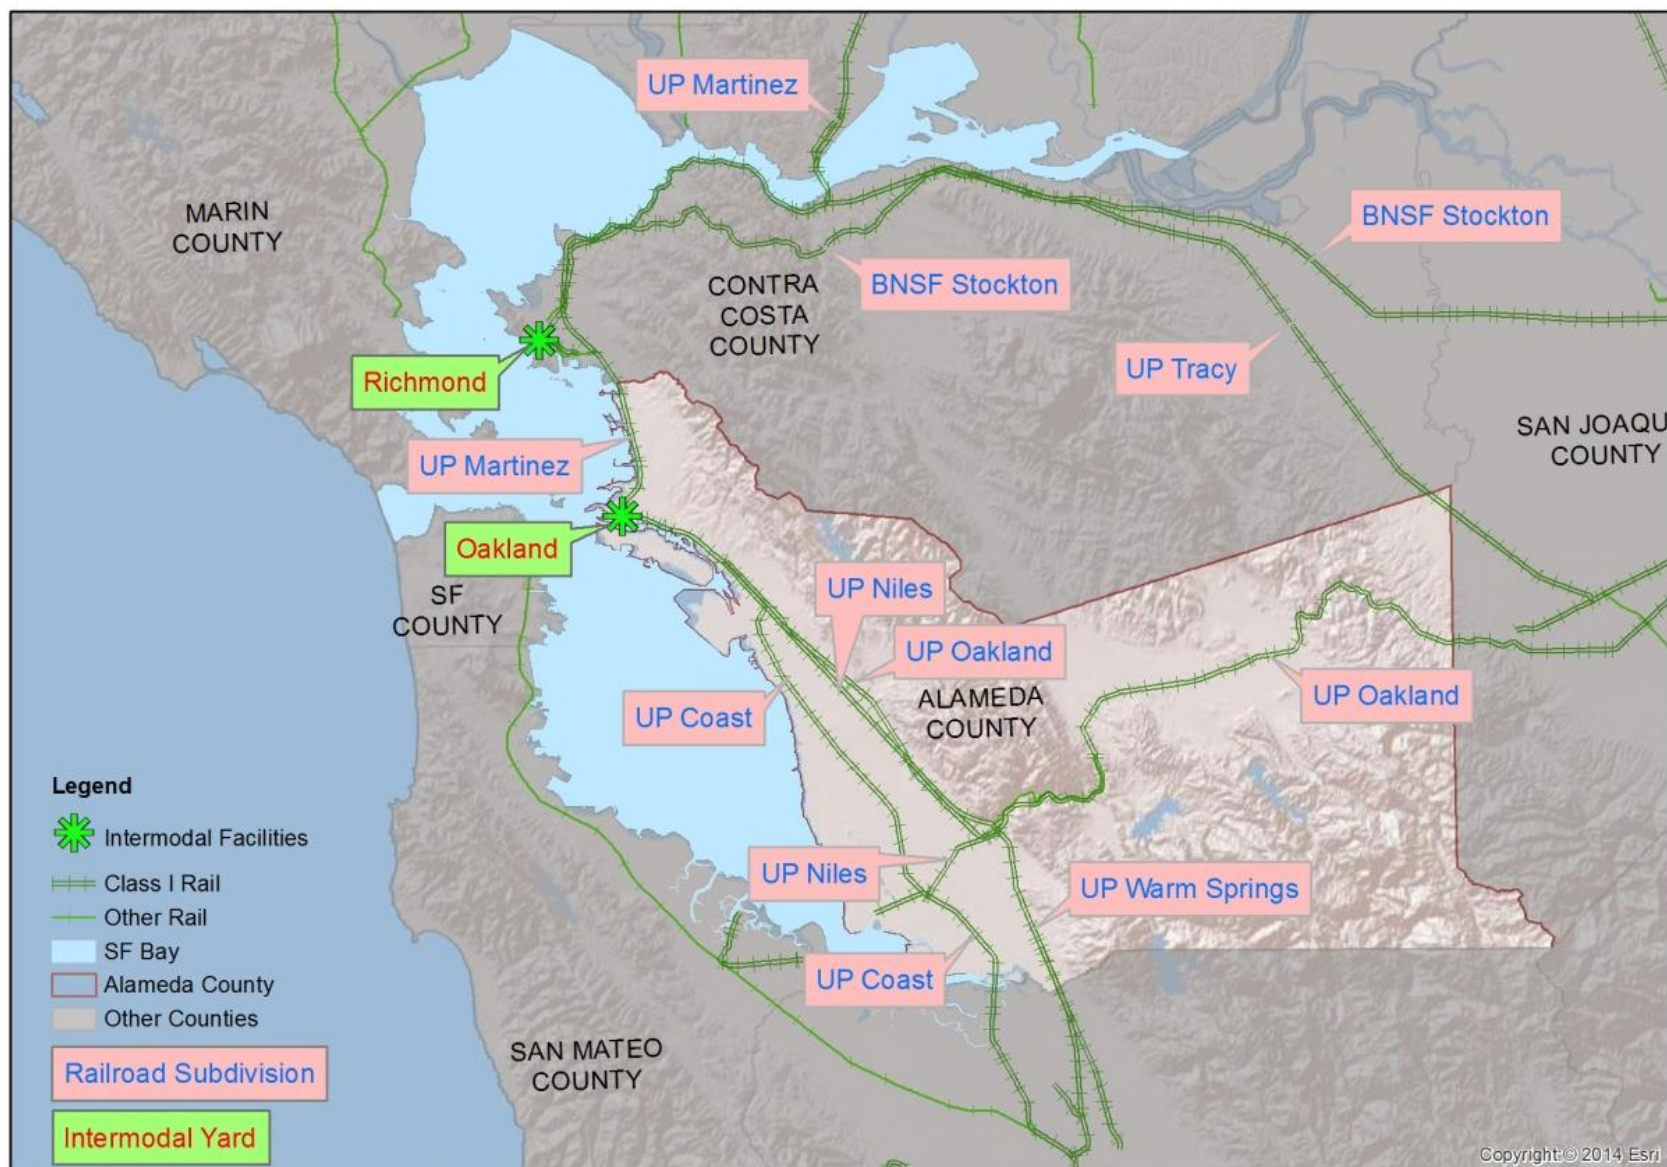 UP Martinez
MARIN
COUNTY
BNSF Stockton
BNSF Stockton
CONTRA
COSTA
COUNTY
Richmond
UP Tracy
SAN JOAQU
COUNTY
UP Martinez
Oakland
SF
COUNTY
UP Niles
UP Oakland
UP Oakland
UP Coast
ALAMEDA
COUNTY
Legend
Intermodal Facilities
Class I Rail
Other Rail
SF Bay
Alameda County
Other Counties
Railroad Subdivision
Intermodal Yard
UP Niles
UP Warm Springs
UP Coast
SAN MATEO
COUNTY
Copyright:© 2014 Esri